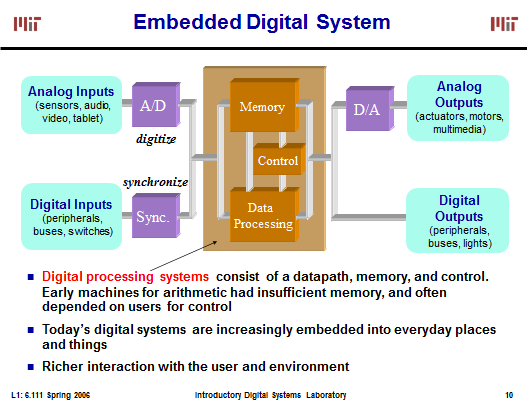 MIT
Embedded Digital System
MIT
Analog Inputs
(sensors, audio,
video, tablet)
A/D
digitize
Memory
Control
Data
Processing
D/A
Analog
Outputs
(actuators, motors,
multimedia)
synchronize
Digital Inputs
(peripherals,
buses, switches)
Sync.
Digital
Outputs
(peripherals,
buses, lights)
Digital processing systems consist of a datapath, memory, and control.
Early machines for arithmetic had insufficient memory, and often
depended on users for control
Today's digital systems are increasingly embedded into everyday places
and things
Richer interaction with the user and environment
L1: 6.111 Spring 2006
Introductory Digital Systems Laboratory
10